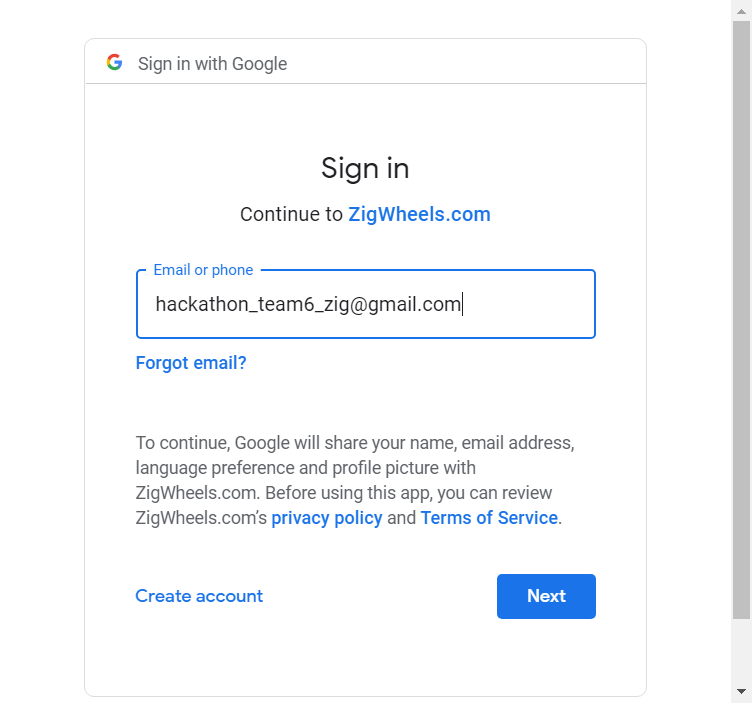 Sign in with Google
Sign in
Continue to ZigWheels.com
Email or phone
hackathon_team6_zig@gmail.com
Forgot email?
To continue, Google will share your name, email address,
language preference and profile picture with
ZigWheels.com. Before using this app, you can review
ZigWheels.com’s privacy policy and Terms of Service.
Create account
Next